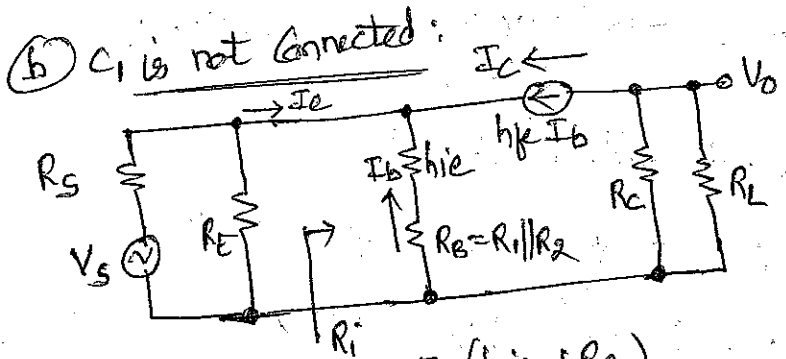 (b) C1 is not Connected:
Ic
Vo
Ie
hfe Ib
RS
Ib
hie
RC
RL
VS
RE
RB=R1||R2
Ri